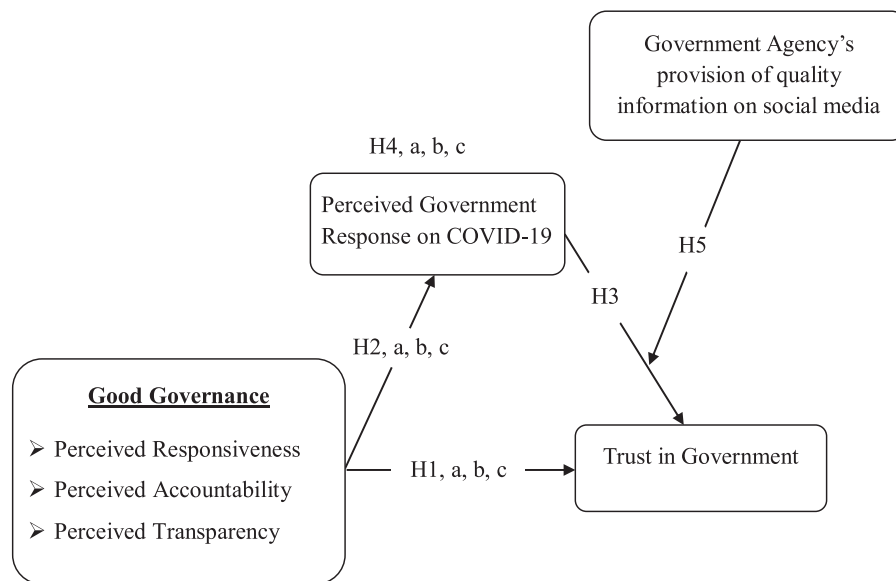 Government Agency’s
provision of quality
information on social media
H4, a, b, c
Perceived Government
Response on COVID-19
H5
H3
H2, a, b, c
Good Governance
➢ Perceived Responsiveness
➢ Perceived Accountability
➢ Perceived Transparency
H1, a, b, c
Trust in Government